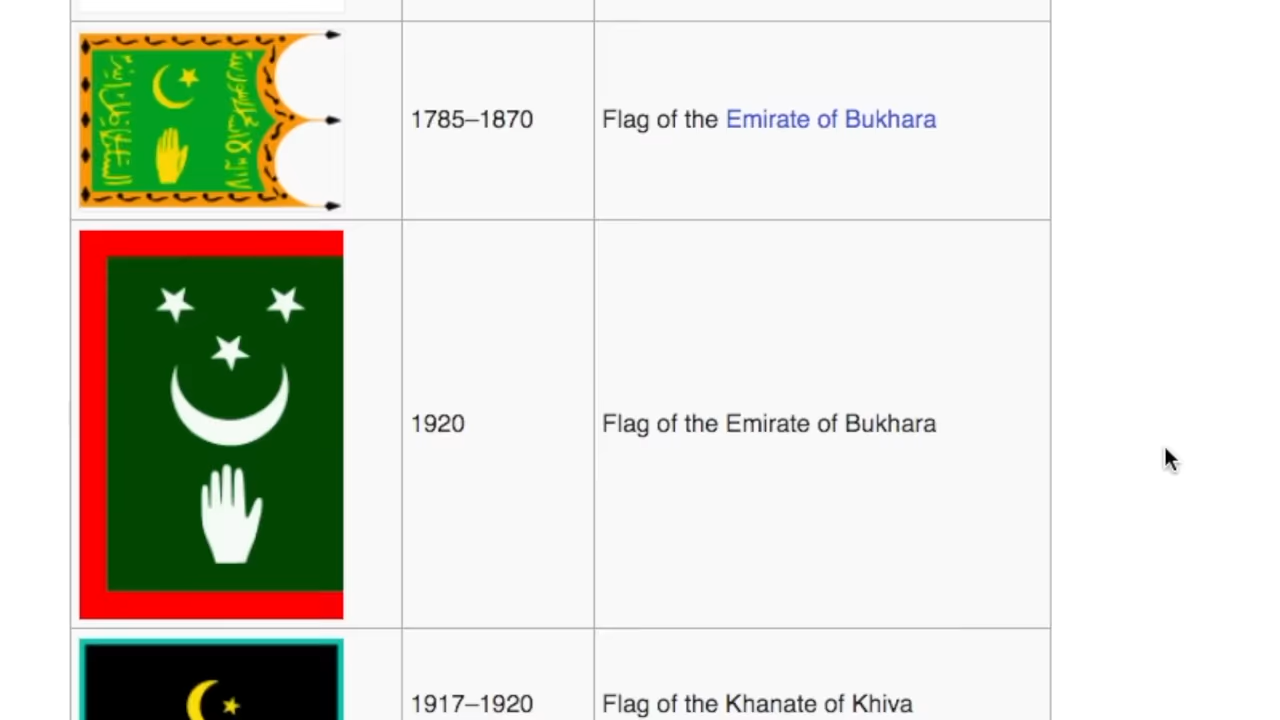 1785–1870 Flag of the Emirate of Bukhara
1920 Flag of the Emirate of Bukhara
1917–1920 Flag of the Khanate of Khiva